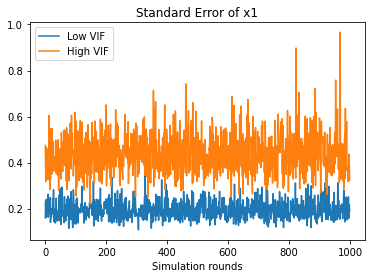 Standard Error of x1
Low VIF
High VIF
1.0
0.8
0.6
0.4
0.2
0 200 400 600 800 1000
Simulation rounds